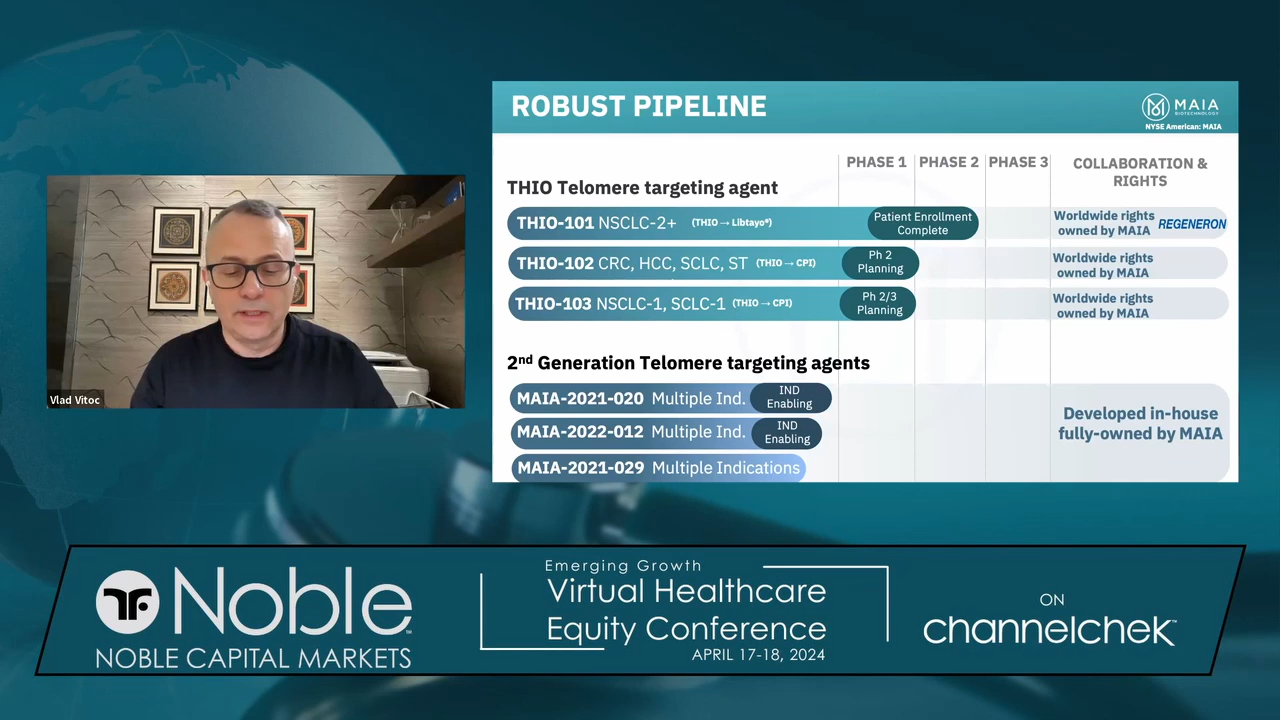 ROBUST PIPELINE
MAIA
BIOTECHNOLOGY
NYSE American: MAIA
PHASE 1 PHASE 2 PHASE 3 COLLABORATION &
RIGHTS
THIO Telomere targeting agent
THIO-101 NSCLC-2+ (THIO → Libtayo®) Patient Enrollment
Complete
Worldwide rights
owned by MAIA REGENERON
THIO-102 CRC, HCC, SCLC, ST (THIO → CPI) Ph 2
Planning
Worldwide rights
owned by MAIA
THIO-103 NSCLC-1, SCLC-1 (THIO → CPI) Ph 2/3
Planning
Worldwide rights
owned by MAIA
2nd Generation Telomere targeting agents
MAIA-2021-020 Multiple Ind. IND
Enabling
MAIA-2022-012 Multiple Ind. IND
Enabling
MAIA-2021-029 Multiple Indications
Developed in-house
fully-owned by MAIA
Vlad Vitoc
Noble™
NOBLE CAPITAL MARKETS
Emerging Growth
Virtual Healthcare
Equity Conference
APRIL 17-18, 2024
ON
channelchek™